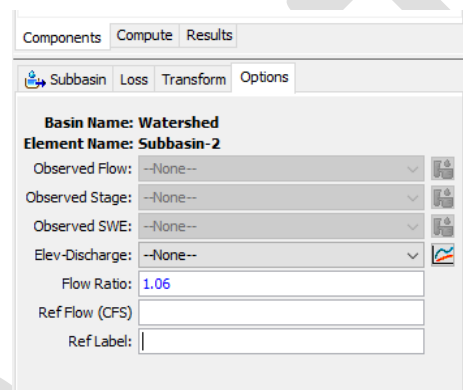 Components Compute Results
Subbasin Loss Transform Options
Basin Name: Watershed
Element Name: Subbasin-2
Observed Flow: --None--
Observed Stage: --None--
Observed SWE: --None--
Elev-Discharge: --None--
Flow Ratio: 1.06
Ref Flow (CFS)
Ref Label: